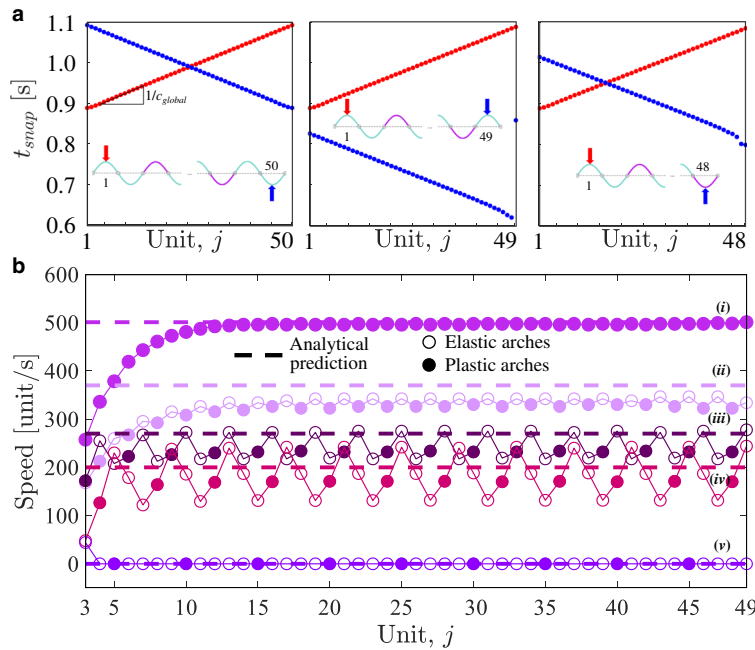 a
t_snap [s]
1.1
1.0
0.9
0.8
0.7
0.6
1/c_global
1
50
1
Unit, j
50
1
49
1
Unit, j
49
1
48
1
Unit, j
48
b
Speed [unit/s]
600
500
400
300
200
100
0
Analytical
prediction
Elastic arches
Plastic arches
(i)
(ii)
(iii)
(iv)
(v)
3
5
10
15
20
25
30
35
40
45
49
Unit, j